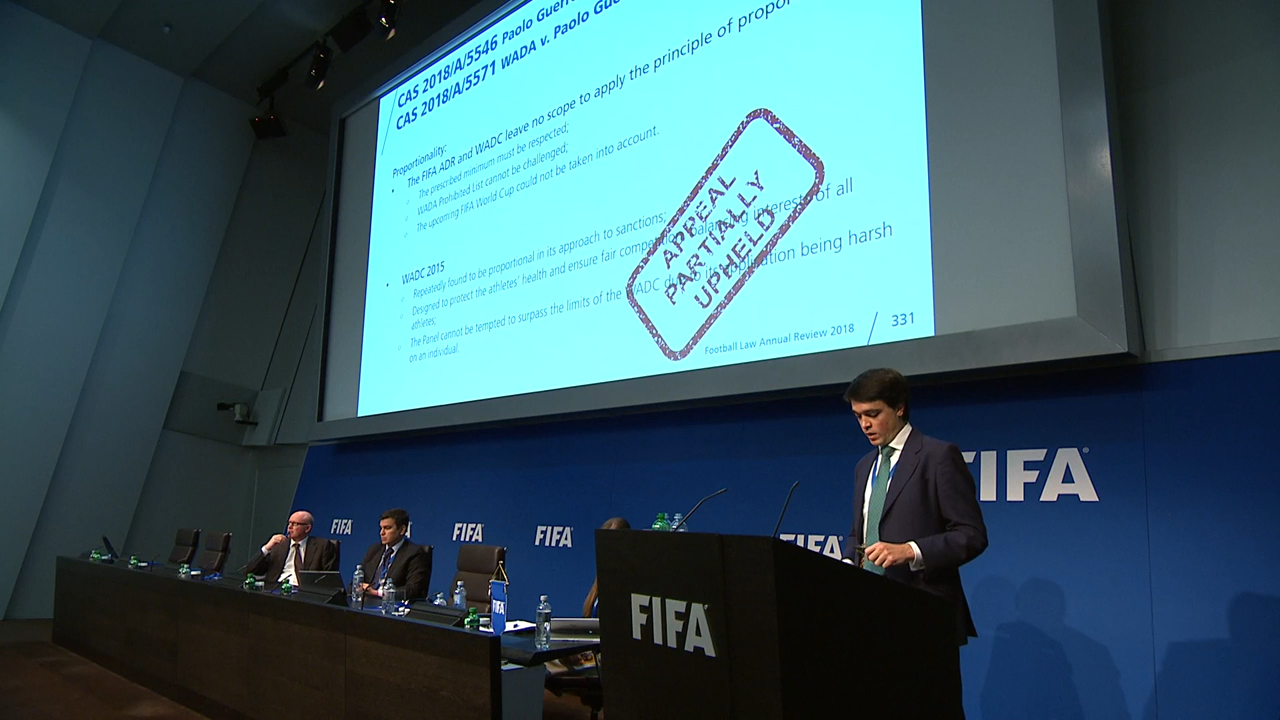 CAS 2018/A/5546 Paolo
CAS 2018/A/5571 WADA v. Paolo
Proportionality:
• The FIFA ADR and WADC leave no scope to apply the principle of
▫ The prescribed minimum must be respected;
▫ WADA Prohibited List cannot be challenged;
▫ The upcoming FIFA World Cup could not be taken into account.
• WADC 2015
▫ Repeatedly found to be proportional in its approach to sanctions;
▫ Designed to protect the athletes' health and ensure fair balancing interests of all
athletes;
▫ The Panel cannot be tempted to surpass the limits of the WADC its application being harsh
on an individual.
APPEAL
PARTIALLY
UPHELD
Football Law Annual Review 2018 / 331
FIFA
FIFA
FIFA
FIFA
FIFA
FIFA
FIFA